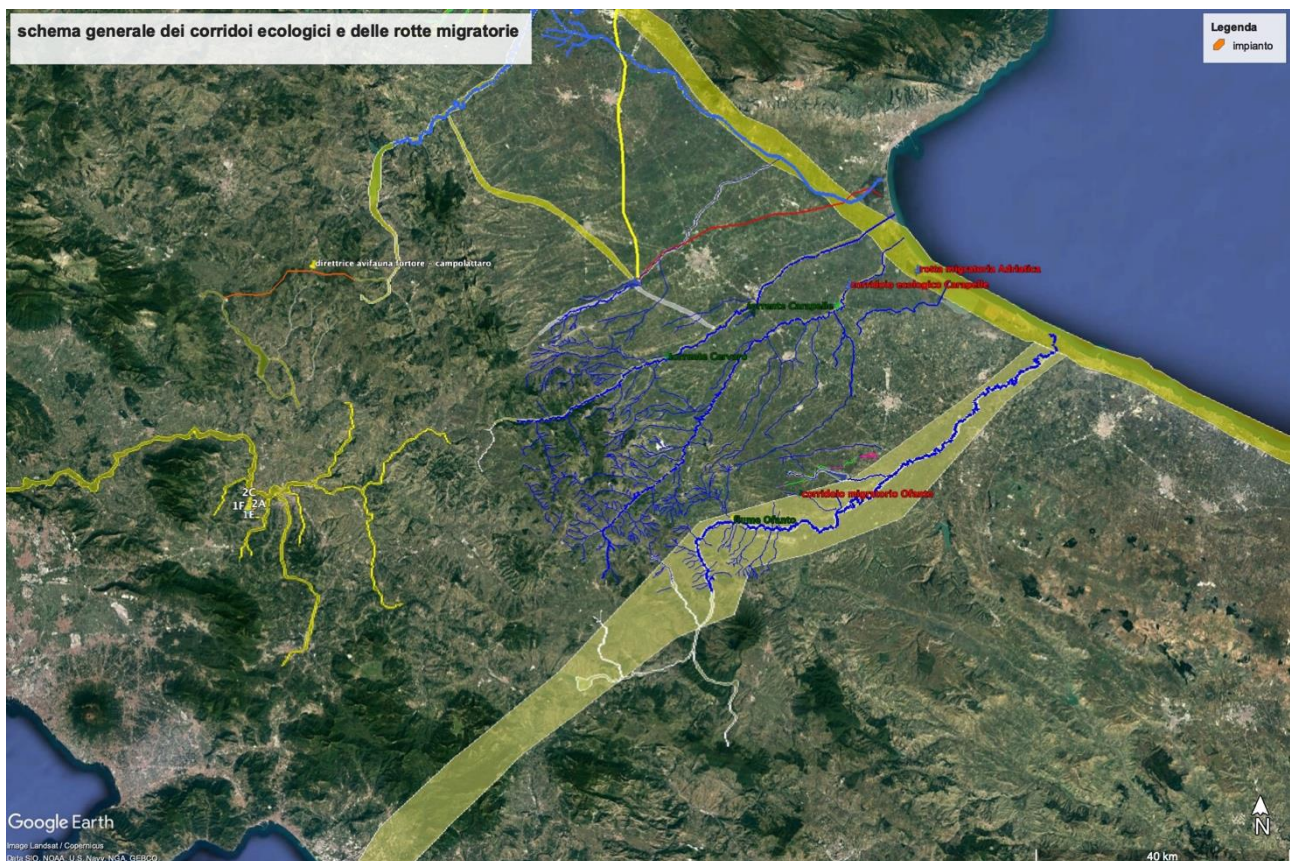 schema generale dei corridoi ecologici e delle rotte migratorie
Legenda
impianto
direttrice avifauna fortore - campolattaro
rotta migratoria Adriatica
corridoio ecologico Carapelle
torrente Carapelle
torrente Cervaro
2C
1F 2A
1E
corridoio migratorio Ofanto
fiume Ofanto
Google Earth
Image Landsat / Copernicus
Data SIO, NOAA, U.S. Navy, NGA, GEBCO
N
40 km